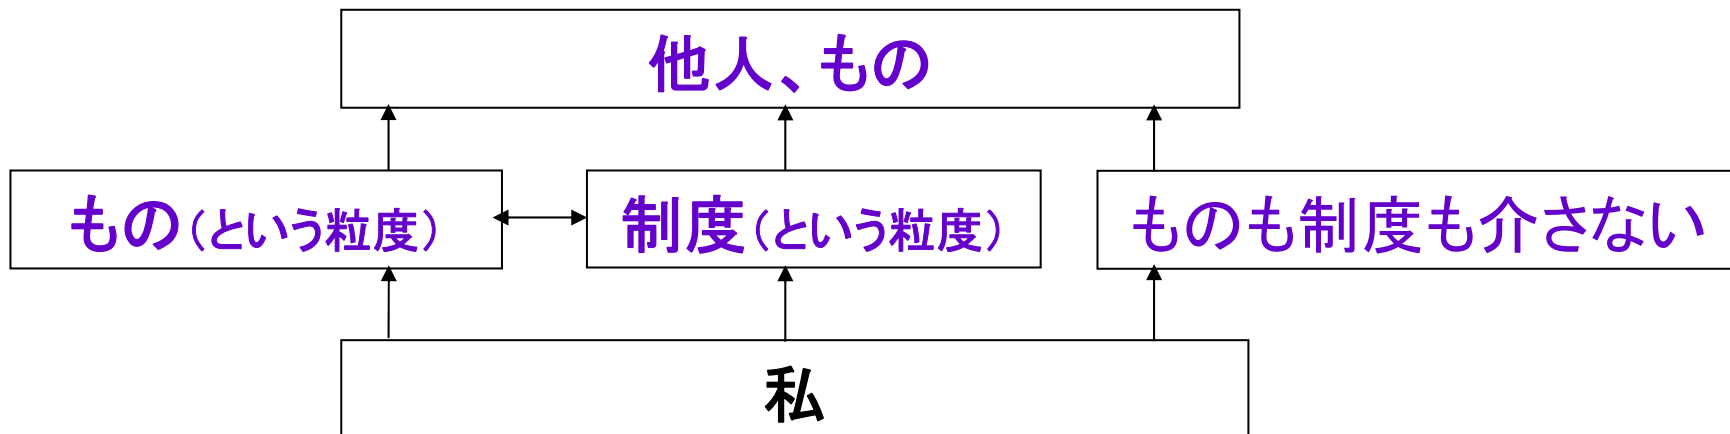 他人、もの
もの(という粒度)
制度(という粒度)
ものも制度も介さない
私